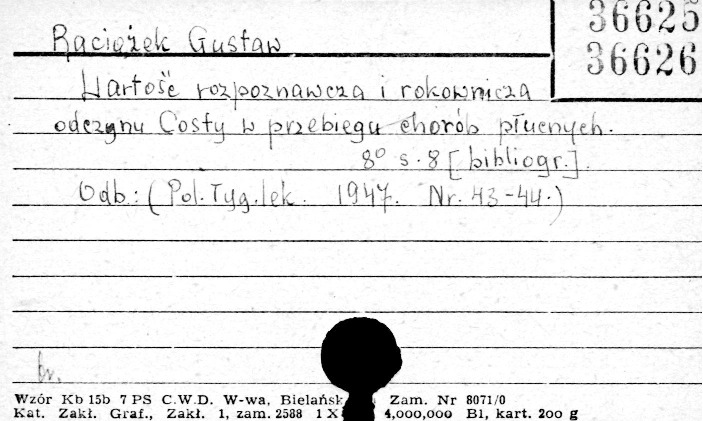 36625
36626
Raciążek Gustaw
Wartość rozpoznawcza i rokownicza
odczynu Costy w przebiegu chorób płucnych.
8° s. 8 [bibliogr.].
Odb.: (Pol. Tyg. lek. 1947. Nr. 43-44.)
br.
Wzór Kb 15b 7 PS C.W.D. W-wa, Bielańsk Zam. Nr 8071/0
Kat. Zakł. Graf., Zakł. 1, zam. 2588 1 X 4,000,000 B1, kart. 200 g